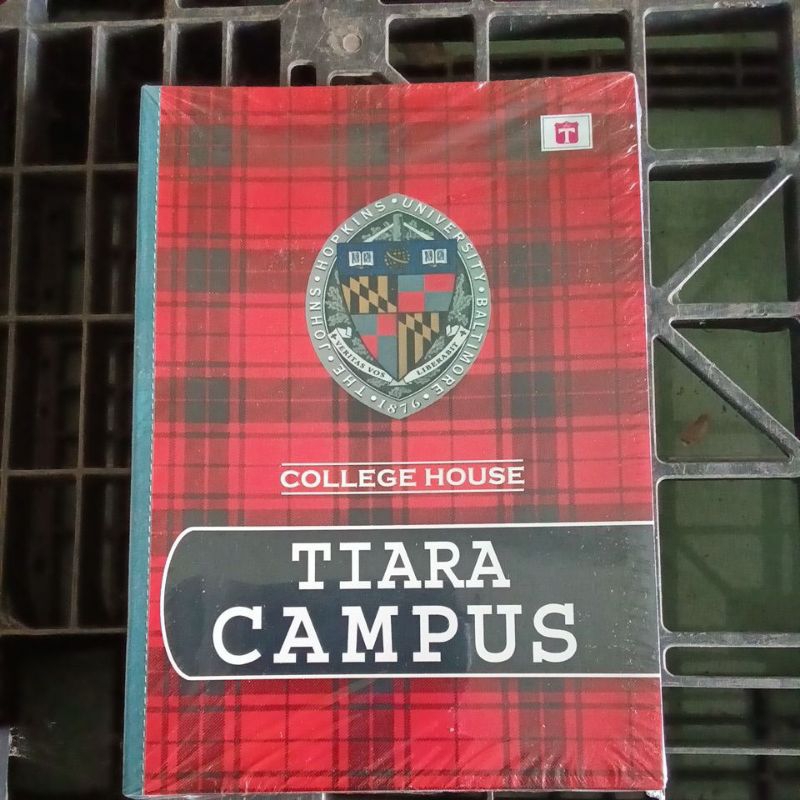 T
THE • JOHNS • HOPKINS • UNIVERSITY • BALTIMORE • 1876 •
VERITAS VOS LIBERABIT
COLLEGE HOUSE
TIARA
CAMPUS